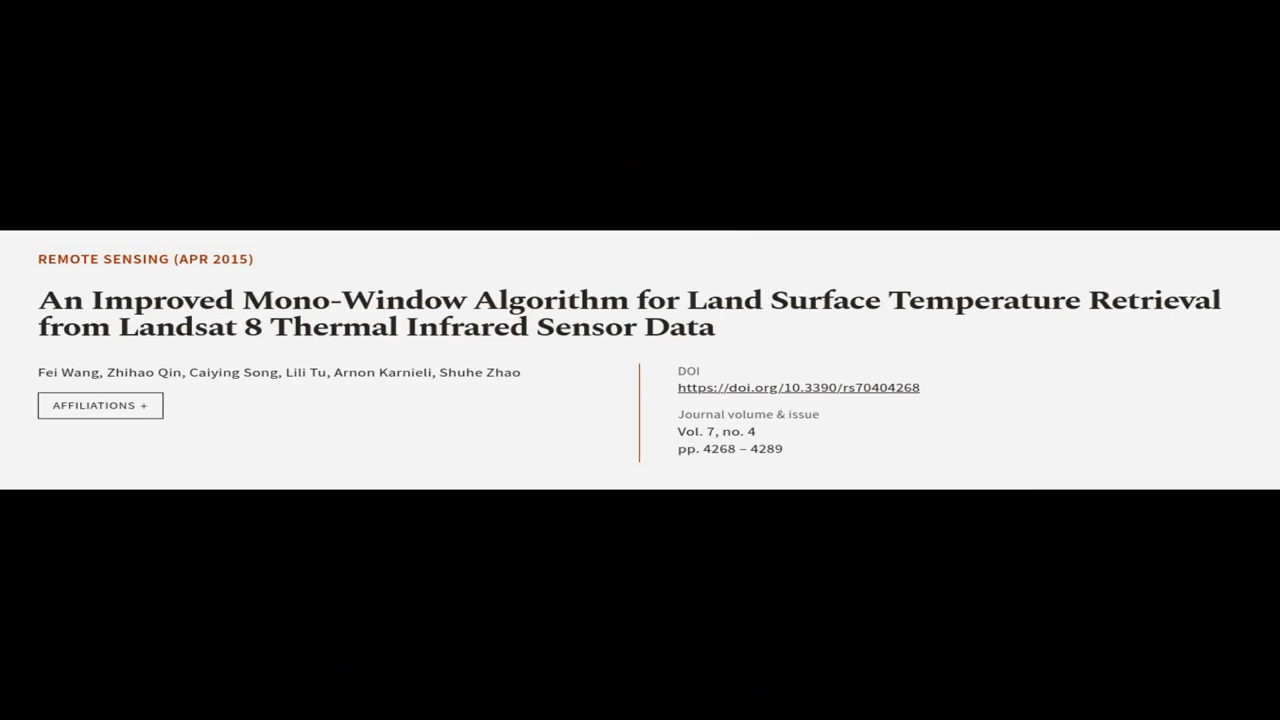 REMOTE SENSING (APR 2015)
An Improved Mono-Window Algorithm for Land Surface Temperature Retrieval
from Landsat 8 Thermal Infrared Sensor Data
Fei Wang, Zhihao Qin, Caiying Song, Lili Tu, Arnon Karnieli, Shuhe Zhao
AFFILIATIONS +
DOI
https://doi.org/10.3390/rs70404268
Journal volume & issue
Vol. 7, no. 4
pp. 4268 – 4289